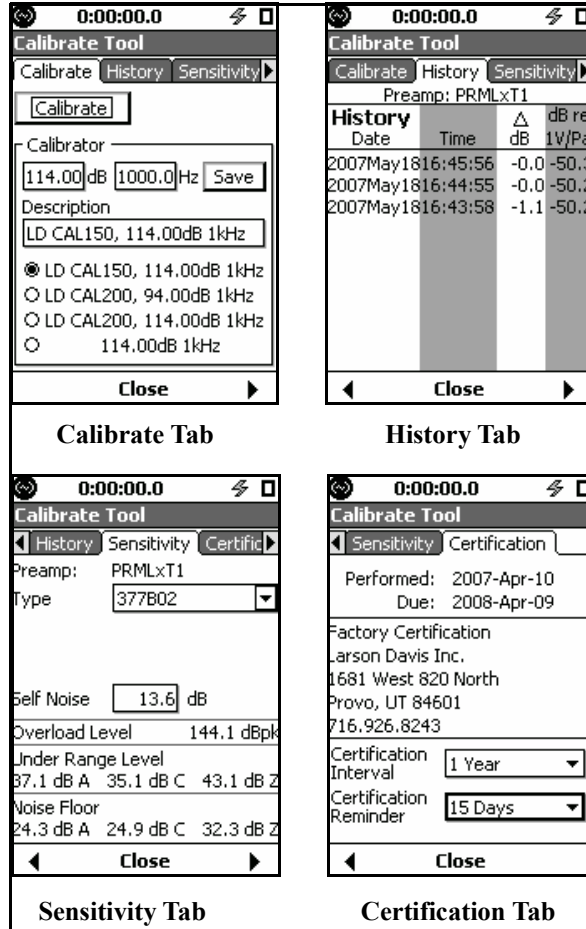 0:00:00.0
Calibrate Tool
Calibrate History Sensitivity
Calibrate
Calibrator
114.00 dB 1000.0 Hz Save
Description
LD CAL150, 114.00dB 1kHz
LD CAL150, 114.00dB 1kHz
LD CAL200, 94.00dB 1kHz
LD CAL200, 114.00dB 1kHz
114.00dB 1kHz
Close
Calibrate Tab
0:00:00.0
Calibrate Tool
Calibrate History Sensitivity
Preamp: PRMLxT1
History Δ dB re
Date Time dB 1V/Pa
2007May18 16:45:56 -0.0
2007May18 16:44:55 -0.0 -50.2
2007May18 16:43:58 -1.1 -50.2
Close
History Tab
0:00:00.0
Calibrate Tool
History Sensitivity Certific
Preamp: PRMLxT1
Type 377B02
Self Noise 13.6 dB
Overload Level 144.1 dBpk
Under Range Level
37.1 dB A 35.1 dB C 43.1 dB Z
Noise Floor
24.3 dB A 24.9 dB C 32.3 dB Z
Close
Sensitivity Tab
0:00:00.0
Calibrate Tool
Sensitivity Certification
Performed: 2007-Apr-10
Due: 2008-Apr-09
Factory Certification
Larson Davis Inc.
1681 West 820 North
Provo, UT 84601
716.926.8243
Certification
Interval 1 Year
Certification
Reminder 15 Days
Close
Certification Tab